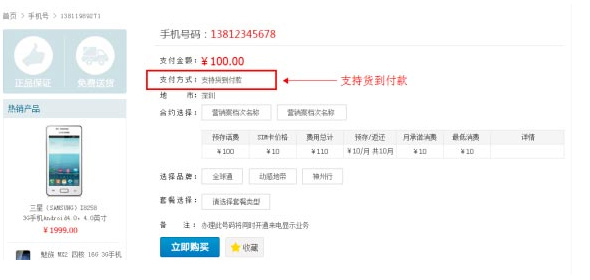 首页 > 手机号 > 13811989271
手机号码：13812345678
正品保证 免费送货
支付金额：¥100.00
支付方式：支持货到付款
支持货到付款
地 市：深圳
合约选择：营销案档次名称 营销案档次名称
预存话费 SIM卡价格 费用总计 预存/返还 月承诺消费 最低消费 详情
¥100 ¥10 ¥110 ¥10/月 共10月 ¥10 ¥10
选择品牌：全球通 动感地带 神州行
套餐选择：请选择套餐类型
备 注：办理此号码将同时开通来电显示业务
立即购买 收藏
热销产品
三星（SAMSUNG）I8258
3G手机Android4.0，4.0英寸
¥1999.00
魅族 MX2 四核 16G 3G手机